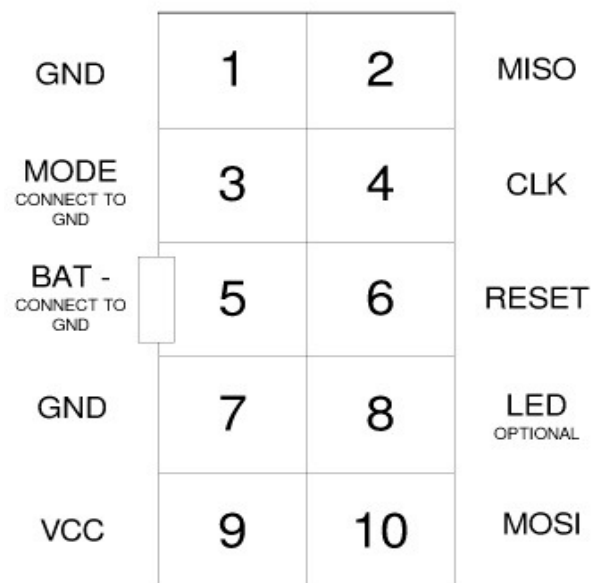 GND 1 2 MISO
MODE 3 4 CLK
CONNECT TO
GND
BAT - 5 6 RESET
CONNECT TO
GND
GND 7 8 LED
OPTIONAL
VCC 9 10 MOSI